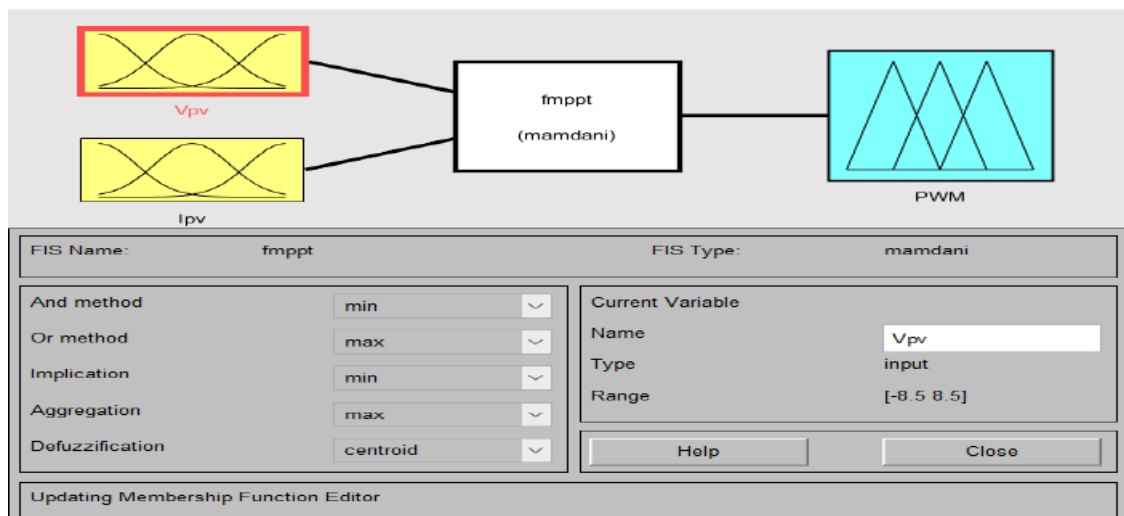 Vpv
fmppt
(mamdani)
Ipv
PWM
FIS Name: fmppt FIS Type: mamdani
And method min
Or method max
Implication min
Aggregation max
Defuzzification centroid
Current Variable
Name Vpv
Type input
Range [-8.5 8.5]
Help Close
Updating Membership Function Editor